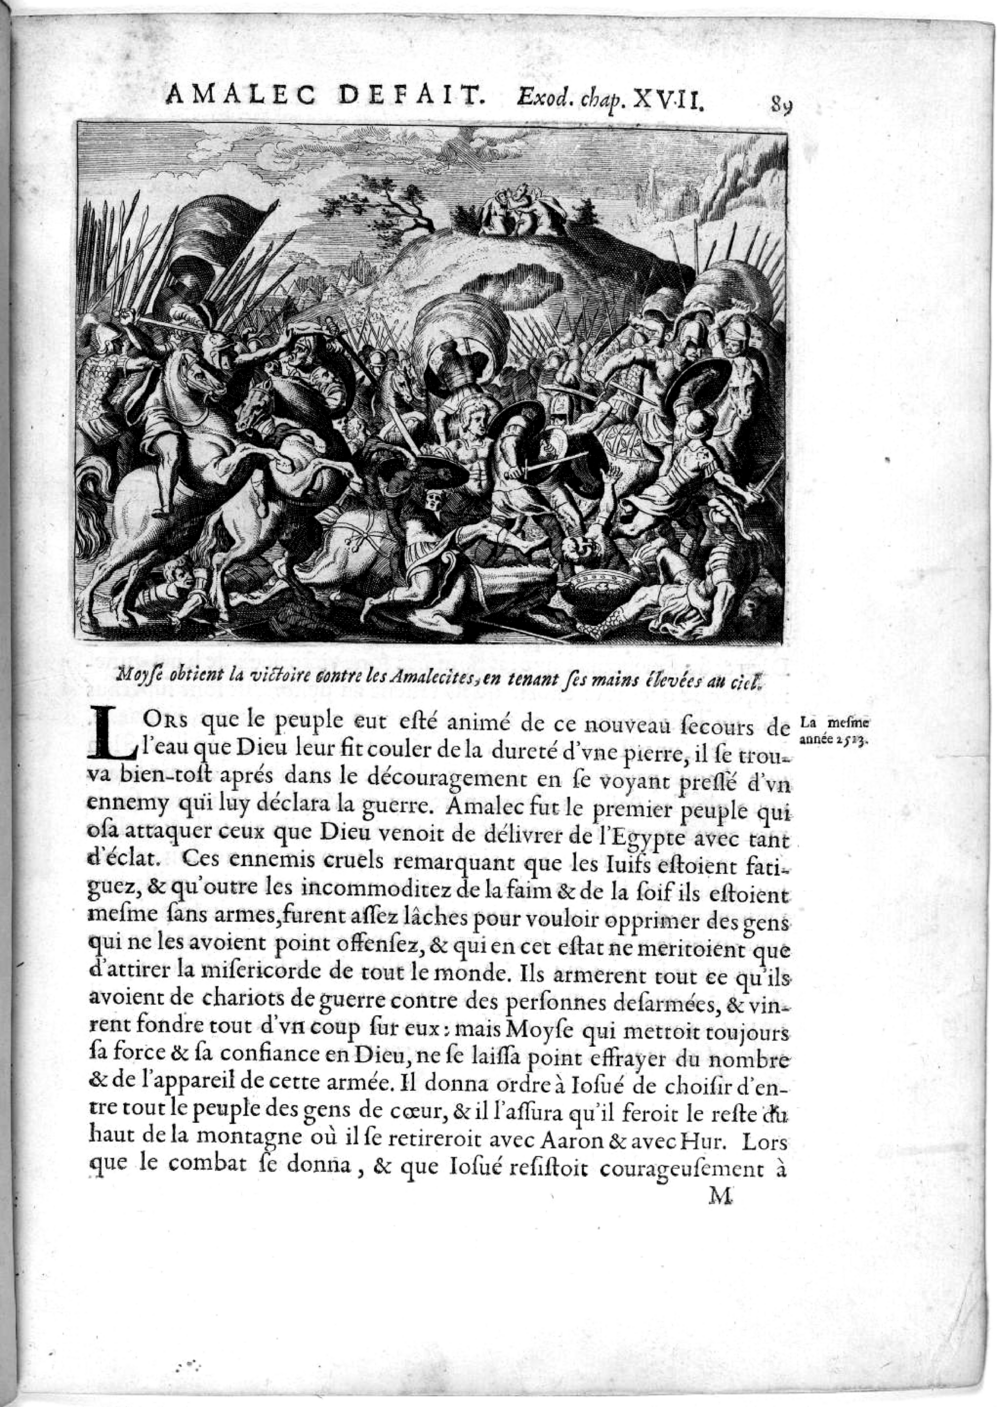 AMALEC DEFAIT. Exod. chap. XVII. 89
Moyſe obtient la victoire contre les Amalecites, en tenant ſes mains élevées au ciel.
LORS que le peuple eut eſté animé de ce nouveau ſecours de
l'eau que Dieu leur fit couler de la dureté d'vne pierre, il ſe trou-
va bien-toſt aprés dans le découragement en ſe voyant preſſé d'vn
ennemy qui luy déclara la guerre. Amalec fut le premier peuple qui
oſa attaquer ceux que Dieu venoit de délivrer de l'Egypte avec tant
d'éclat. Ces ennemis cruels remarquant que les Iuifs eſtoient fati-
guez, & qu'outre les incommoditez de la faim & de la ſoif ils eſtoient
meſme ſans armes, furent aſſez lâches pour vouloir opprimer des gens
qui ne les avoient point offenſez, & qui en cet eſtat ne meritoient que
d'attirer la miſericorde de tout le monde. Ils armerent tout ce qu'ils
avoient de chariots de guerre contre des perſonnes deſarmées, & vin-
rent fondre tout d'vn coup ſur eux: mais Moyſe qui mettoit toujours
ſa force & ſa confiance en Dieu, ne ſe laiſſa point effrayer du nombre
& de l'appareil de cette armée. Il donna ordre à Ioſué de choiſir d'en-
tre tout le peuple des gens de cœur, & il l'aſſura qu'il feroit le reſte du
haut de la montagne où il ſe retireroit avec Aaron & avec Hur. Lors
que le combat ſe donna, & que Ioſué reſiſtoit courageuſement à
M
La meſme
année 2513.